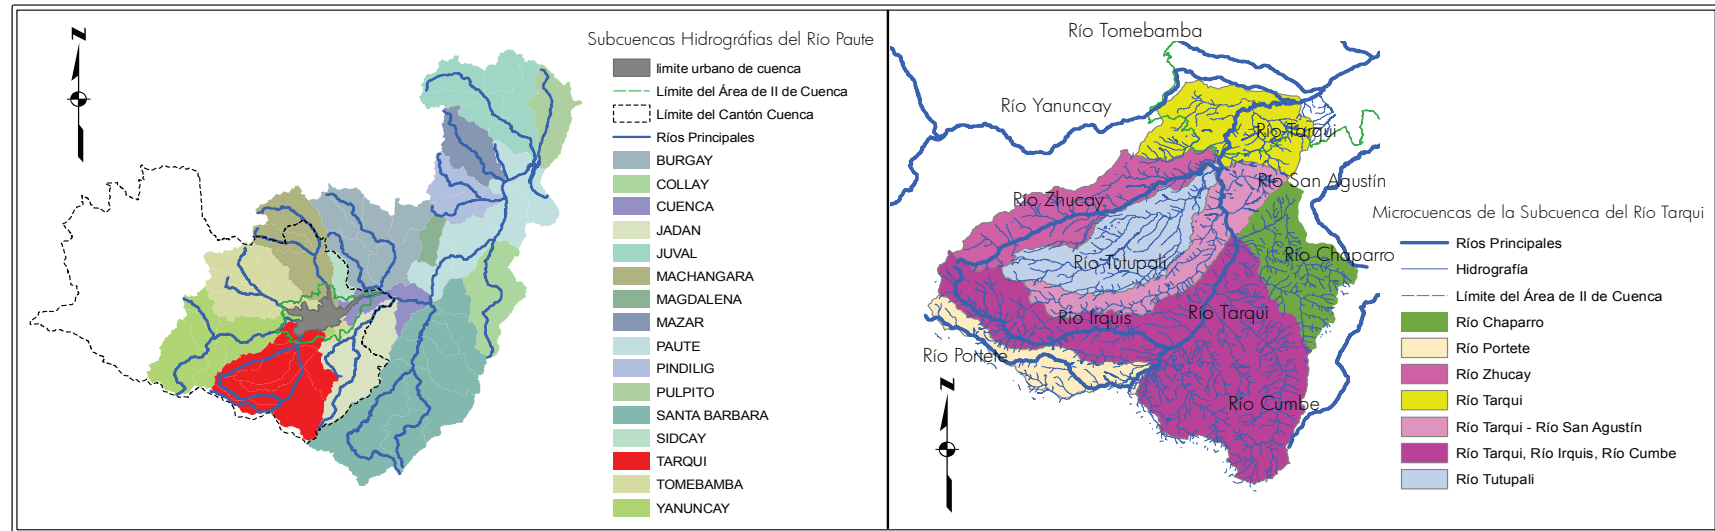 N
Subcuencas Hidrográfias del Río Paute
limite urbano de cuenca
Límite del Área de II de Cuenca
Límite del Cantón Cuenca
Ríos Principales
BURGAY
COLLAY
CUENCA
JADAN
JUVAL
MACHANGARA
MAGDALENA
MAZAR
PAUTE
PINDILIG
PULPITO
SANTA BARBARA
SIDCAY
TARQUI
TOMEBAMBA
YANUNCAY
Río Tomebamba
Río Yanuncay
Río Tarqui
Río San Agustín
Río Zhucay
Río Chaparro
Río Tutupali
Río Irquis
Río Tarqui
Río Portete
Río Cumbe
N
Microcuencas de la Subcuenca del Río Tarqui
Ríos Principales
Hidrografía
Límite del Área de II de Cuenca
Río Chaparro
Río Portete
Río Zhucay
Río Tarqui
Río Tarqui - Río San Agustín
Río Tarqui, Río Irquis, Río Cumbe
Río Tutupali